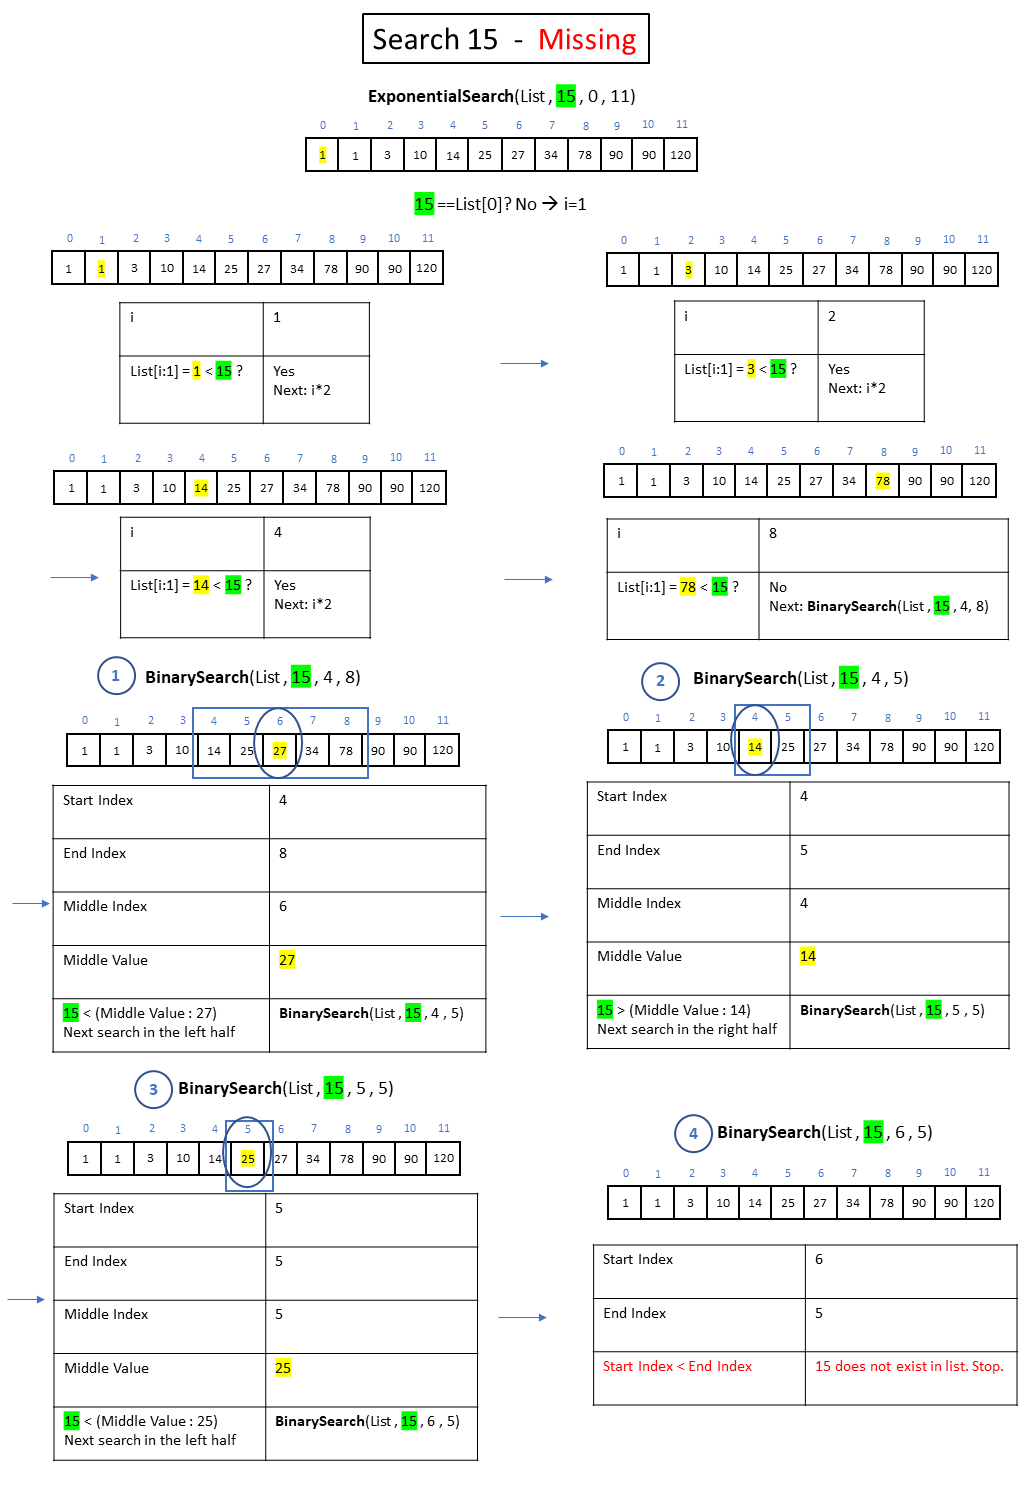 Search 15 - Missing
ExponentialSearch(List , 15 , 0 , 11)
0 1 2 3 4 5 6 7 8 9 10 11
1 1 3 10 14 25 27 34 78 90 90 120
15 ==List[0]? No → i=1
0 1 2 3 4 5 6 7 8 9 10 11
1 1 3 10 14 25 27 34 78 90 90 120
i 1
List[i:1] = 1 < 15 ? Yes
Next: i*2
0 1 2 3 4 5 6 7 8 9 10 11
1 1 3 10 14 25 27 34 78 90 90 120
i 2
List[i:1] = 3 < 15 ? Yes
Next: i*2
0 1 2 3 4 5 6 7 8 9 10 11
1 1 3 10 14 25 27 34 78 90 90 120
i 4
List[i:1] = 14 < 15 ? Yes
Next: i*2
0 1 2 3 4 5 6 7 8 9 10 11
1 1 3 10 14 25 27 34 78 90 90 120
i 8
List[i:1] = 78 < 15 ? No
Next: BinarySearch(List , 15 , 4, 8)
1 BinarySearch(List , 15 , 4 , 8)
0 1 2 3 4 5 6 7 8 9 10 11
1 1 3 10 14 25 27 34 78 90 90 120
Start Index 4
End Index 8
Middle Index 6
Middle Value 27
15 < (Middle Value : 27) BinarySearch(List , 15 , 4 , 5)
Next search in the left half
2 BinarySearch(List , 15 , 4 , 5)
0 1 2 3 4 5 6 7 8 9 10 11
1 1 3 10 14 25 27 34 78 90 90 120
Start Index 4
End Index 5
Middle Index 4
Middle Value 14
15 > (Middle Value : 14) BinarySearch(List , 15 , 5 , 5)
Next search in the right half
3 BinarySearch(List , 15 , 5 , 5)
0 1 2 3 4 5 6 7 8 9 10 11
1 1 3 10 14 25 27 34 78 90 90 120
Start Index 5
End Index 5
Middle Index 5
Middle Value 25
15 < (Middle Value : 25) BinarySearch(List , 15 , 6 , 5)
Next search in the left half
4 BinarySearch(List , 15 , 6 , 5)
0 1 2 3 4 5 6 7 8 9 10 11
1 1 3 10 14 25 27 34 78 90 90 120
Start Index 6
End Index 5
Start Index < End Index 15 does not exist in list. Stop.